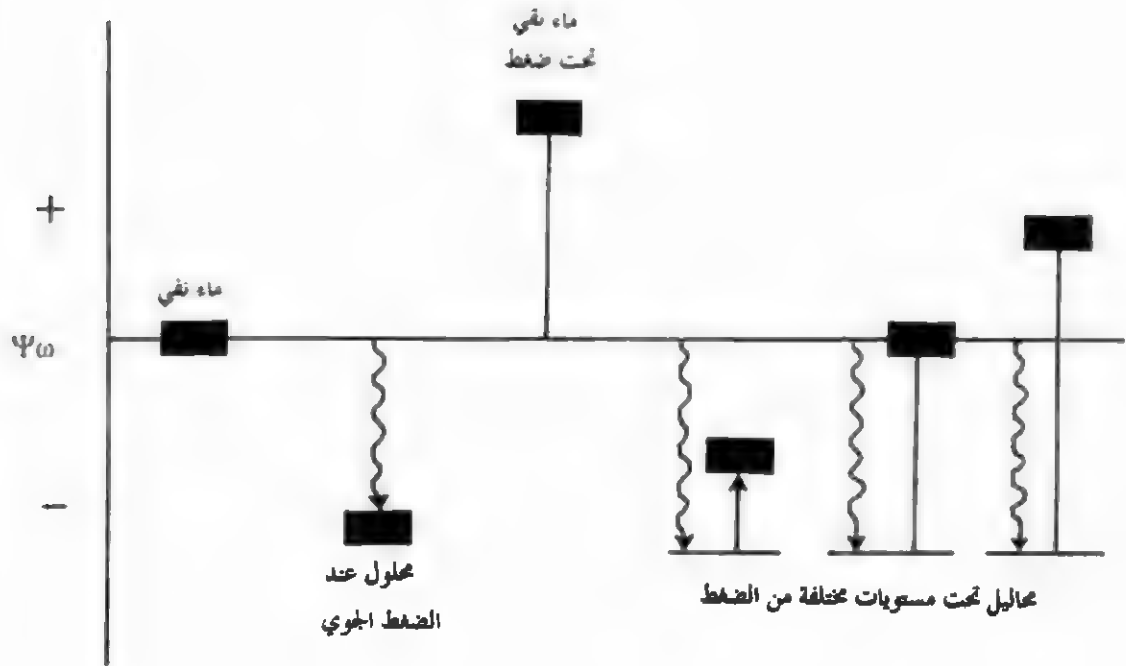 ماء نقي
تحت ضغط
+
ماء نقي
Ψω
−
محلول عند
الضغط الجوي
محاليل تحت مستويات مختلفة من الضغط